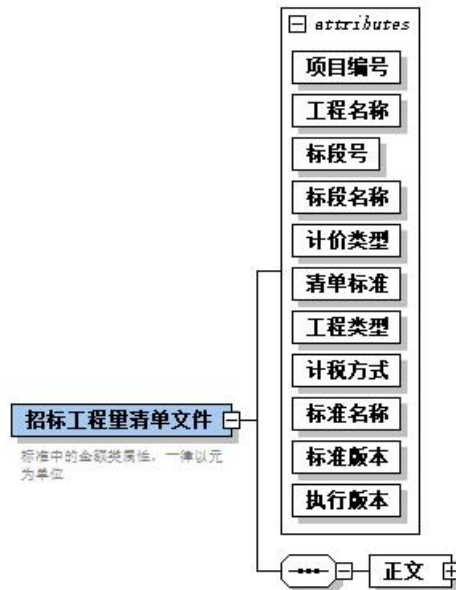 attributes
项目编号
工程名称
标段号
标段名称
计价类型
清单标准
工程类型
计税方式
招标工程量清单文件
标准名称
标准中的金额类属性，一律以元
为单位
标准版本
执行版本
正文